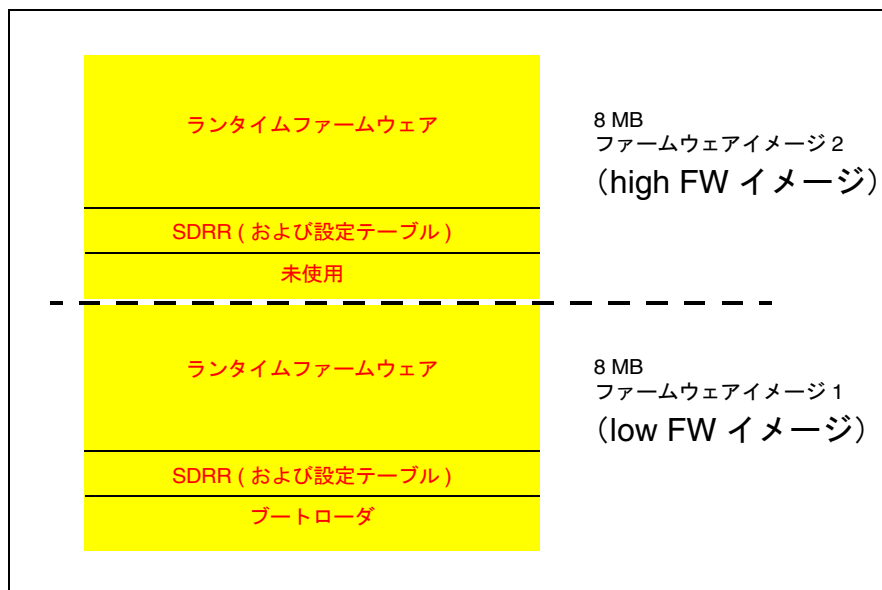 ランタイムファームウェア
8 MB
ファームウェアイメージ 2
（high FW イメージ）
SDRR ( および設定テーブル )
未使用
ランタイムファームウェア
8 MB
ファームウェアイメージ 1
（low FW イメージ）
SDRR ( および設定テーブル )
ブートローダ